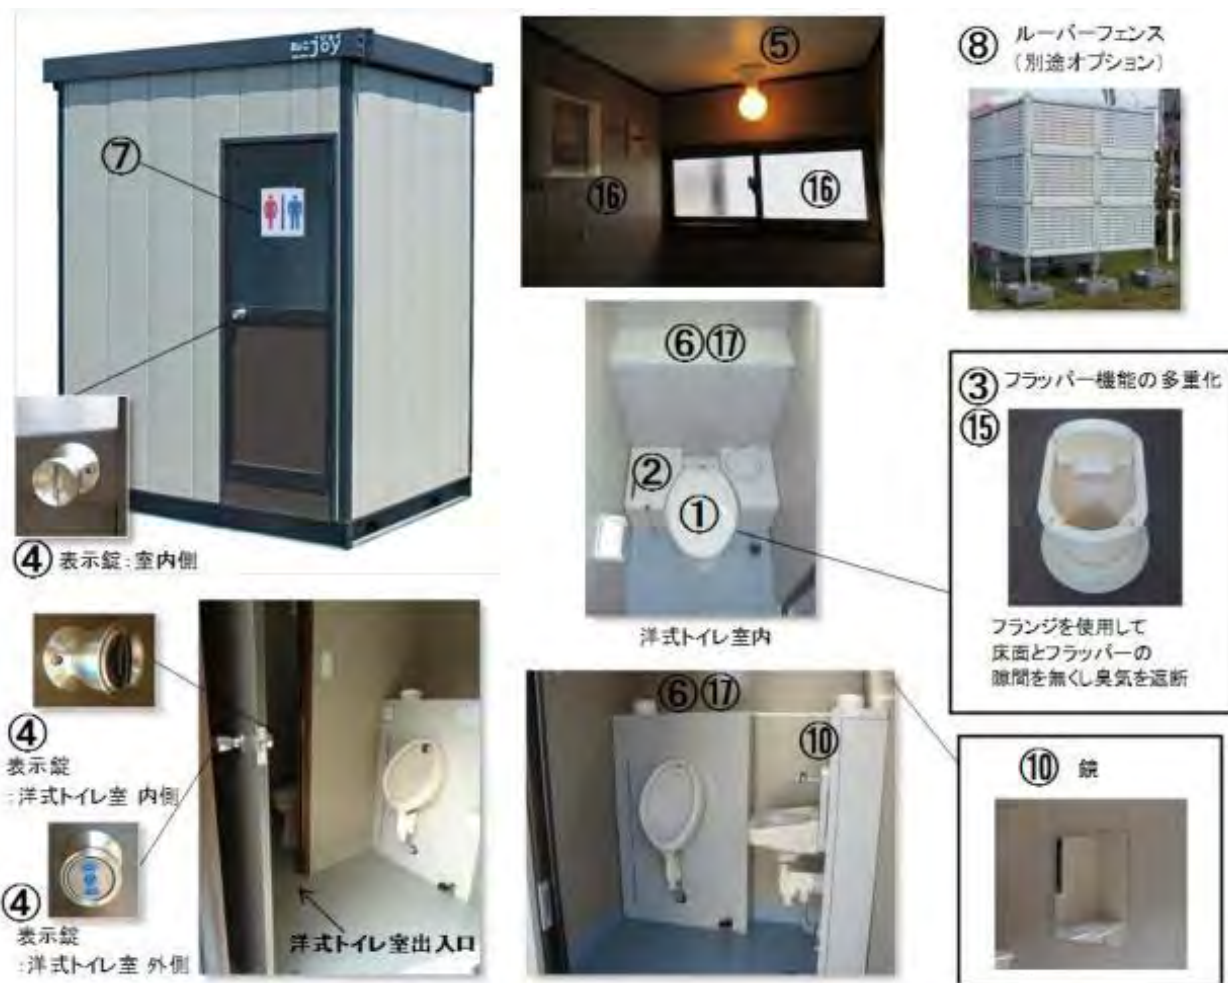 joy
⑦
④ 表示錠：室内側
⑤
⑯
⑯
⑧ ルーバーフェンス
（別途オプション）
⑥⑰
②
①
洋式トイレ室内
③ フラッパー機能の多重化
⑮
フランジを使用して
床面とフラッパーの
隙間を無くし臭気を遮断
④
表示錠
：洋式トイレ室 内側
④
表示錠
：洋式トイレ室 外側
洋式トイレ室出入口
⑥⑰
⑩
⑩ 鏡